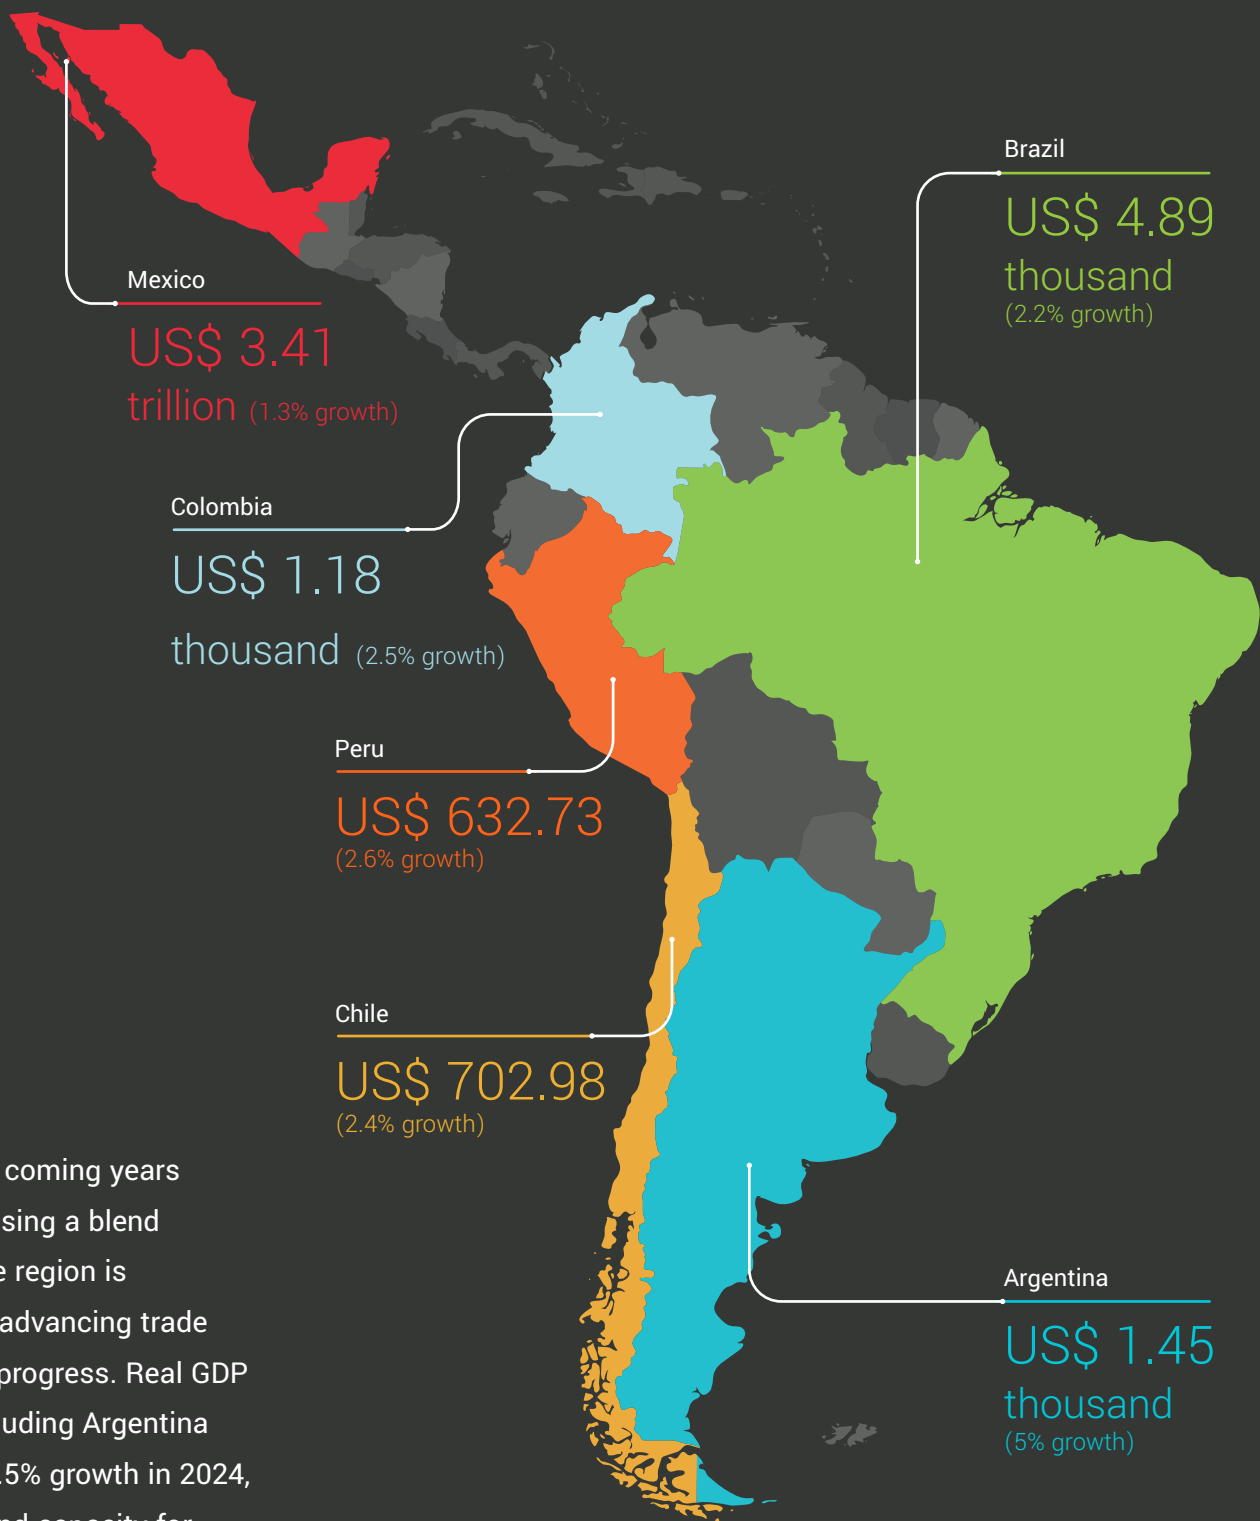 Brazil
US$ 4.89
thousand
(2.2% growth)
Mexico
US$ 3.41
trillion (1.3% growth)
Colombia
US$ 1.18
thousand (2.5% growth)
Peru
US$ 632.73
(2.6% growth)
Chile
US$ 702.98
(2.4% growth)
coming years
sing a blend
region is
advancing trade
progress. Real GDP
uding Argentina
.5% growth in 2024,
Argentina
US$ 1.45
thousand
(5% growth)